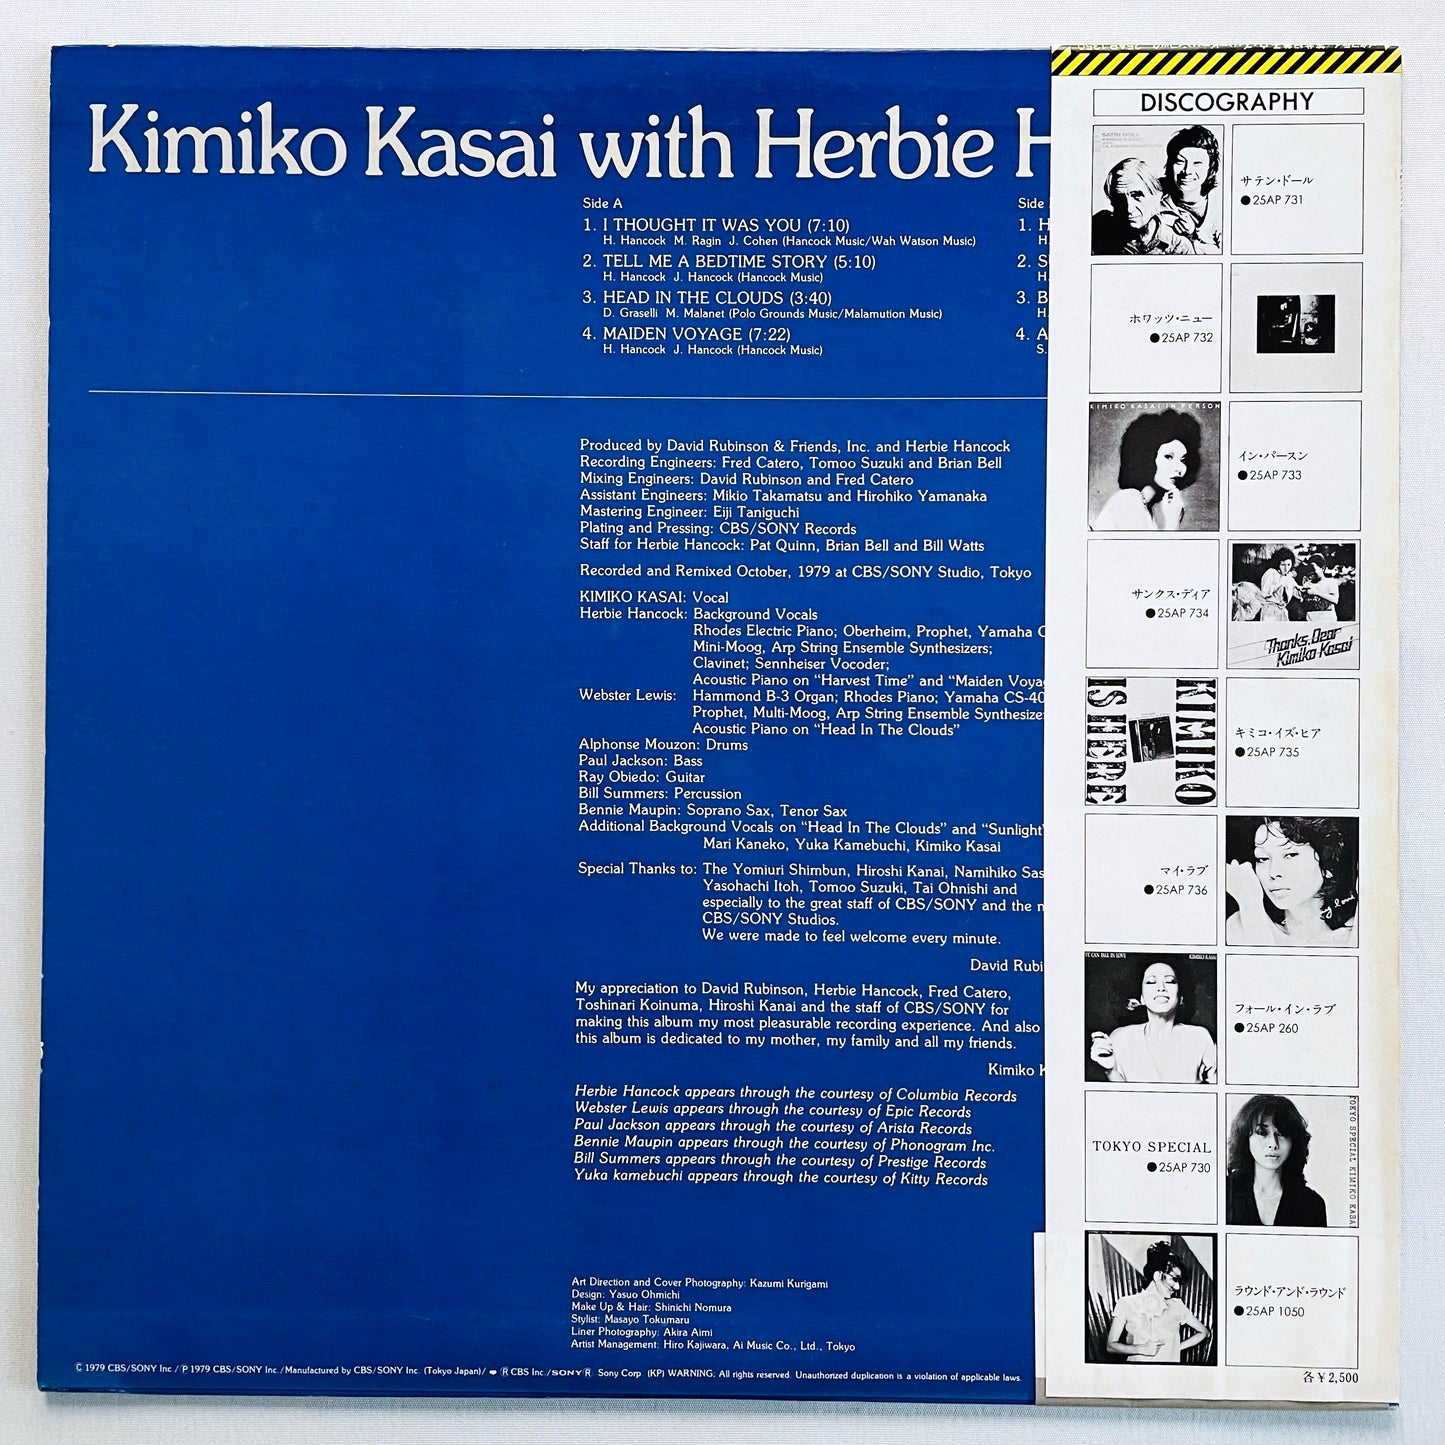 Kimiko Kasai with Herbie H
Side A
1. I THOUGHT IT WAS YOU (7:10)
H. Hancock M. Ragin J. Cohen (Hancock Music/Wah Watson Music)
2. TELL ME A BEDTIME STORY (5:10)
H. Hancock J. Hancock (Hancock Music)
3. HEAD IN THE CLOUDS (3:40)
D. Graselli M. Malanet (Polo Grounds Music/Malamution Music)
4. MAIDEN VOYAGE (7:22)
H. Hancock J. Hancock (Hancock Music)
Side
1. H
H.
2. S
H.
3. B
H.
4. A
S.
Produced by David Rubinson & Friends, Inc. and Herbie Hancock
Recording Engineers: Fred Catero, Tomoo Suzuki and Brian Bell
Mixing Engineers: David Rubinson and Fred Catero
Assistant Engineers: Mikio Takamatsu and Hirohiko Yamanaka
Mastering Engineer: Eiji Taniguchi
Plating and Pressing: CBS/SONY Records
Staff for Herbie Hancock: Pat Quinn, Brian Bell and Bill Watts
Recorded and Remixed October, 1979 at CBS/SONY Studio, Tokyo
KIMIKO KASAI: Vocal
Herbie Hancock: Background Vocals
Rhodes Electric Piano; Oberheim, Prophet, Yamaha C
Mini-Moog, Arp String Ensemble Synthesizers;
Clavinet; Sennheiser Vocoder;
Acoustic Piano on “Harvest Time” and “Maiden Voya
Webster Lewis: Hammond B-3 Organ; Rhodes Piano; Yamaha CS-40
Prophet, Multi-Moog, Arp String Ensemble Synthesize
Acoustic Piano on “Head In The Clouds”
Alphonse Mouzon: Drums
Paul Jackson: Bass
Ray Obiedo: Guitar
Bill Summers: Percussion
Bennie Maupin: Soprano Sax, Tenor Sax
Additional Background Vocals on “Head In The Clouds” and “Sunlight”
Mari Kaneko, Yuka Kamebuchi, Kimiko Kasai
Special Thanks to: The Yomiuri Shimbun, Hiroshi Kanai, Namihiko Sas
Yasohachi Itoh, Tomoo Suzuki, Tai Ohnishi and
especially to the great staff of CBS/SONY and the
CBS/SONY Studios.
We were made to feel welcome every minute.
David Rubi
My appreciation to David Rubinson, Herbie Hancock, Fred Catero,
Toshinari Koinuma, Hiroshi Kanai and the staff of CBS/SONY for
making this album my most pleasurable recording experience. And also
this album is dedicated to my mother, my family and all my friends.
Kimiko K
Herbie Hancock appears through the courtesy of Columbia Records
Webster Lewis appears through the courtesy of Epic Records
Paul Jackson appears through the courtesy of Arista Records
Bennie Maupin appears through the courtesy of Phonogram Inc.
Bill Summers appears through the courtesy of Prestige Records
Yuka kamebuchi appears through the courtesy of Kitty Records
Art Direction and Cover Photography: Kazumi Kurigami
Design: Yasuo Ohmichi
Make Up & Hair: Shinichi Nomura
Stylist: Masayo Tokumaru
Liner Photography: Akira Aimi
Artist Management: Hiro Kajiwara, Ai Music Co., Ltd., Tokyo
Ⓒ 1979 CBS/SONY Inc./Ⓟ 1979 CBS/SONY Inc./Manufactured by CBS/SONY Inc. (Tokyo Japan)/ Ⓡ CBS Inc./SONY Ⓡ Sony Corp (KP) WARNING; All rights reserved. Unauthorized duplication is a violation of applicable laws.
DISCOGRAPHY
SATIN DOLL
サテン・ドール
●25AP 731
ホワッツ・ニュー
●25AP 732
KIMIKO KASAI IN PERSON
イン・パースン
●25AP 733
サンクス・ディア
●25AP 734
Thanks, Dear
Kimiko Kasai
KIMIKO
IS HERE
キミコ・イズ・ヒア
●25AP 735
マイ・ラブ
●25AP 736
my love
CAN FALL IN LOVE
KIMIKO KASAI
フォール・イン・ラブ
●25AP 260
TOKYO SPECIAL
●25AP 730
TOKYO SPECIAL KIMIKO KASAI
ラウンド・アンド・ラウンド
●25AP 1050
各￥2,500